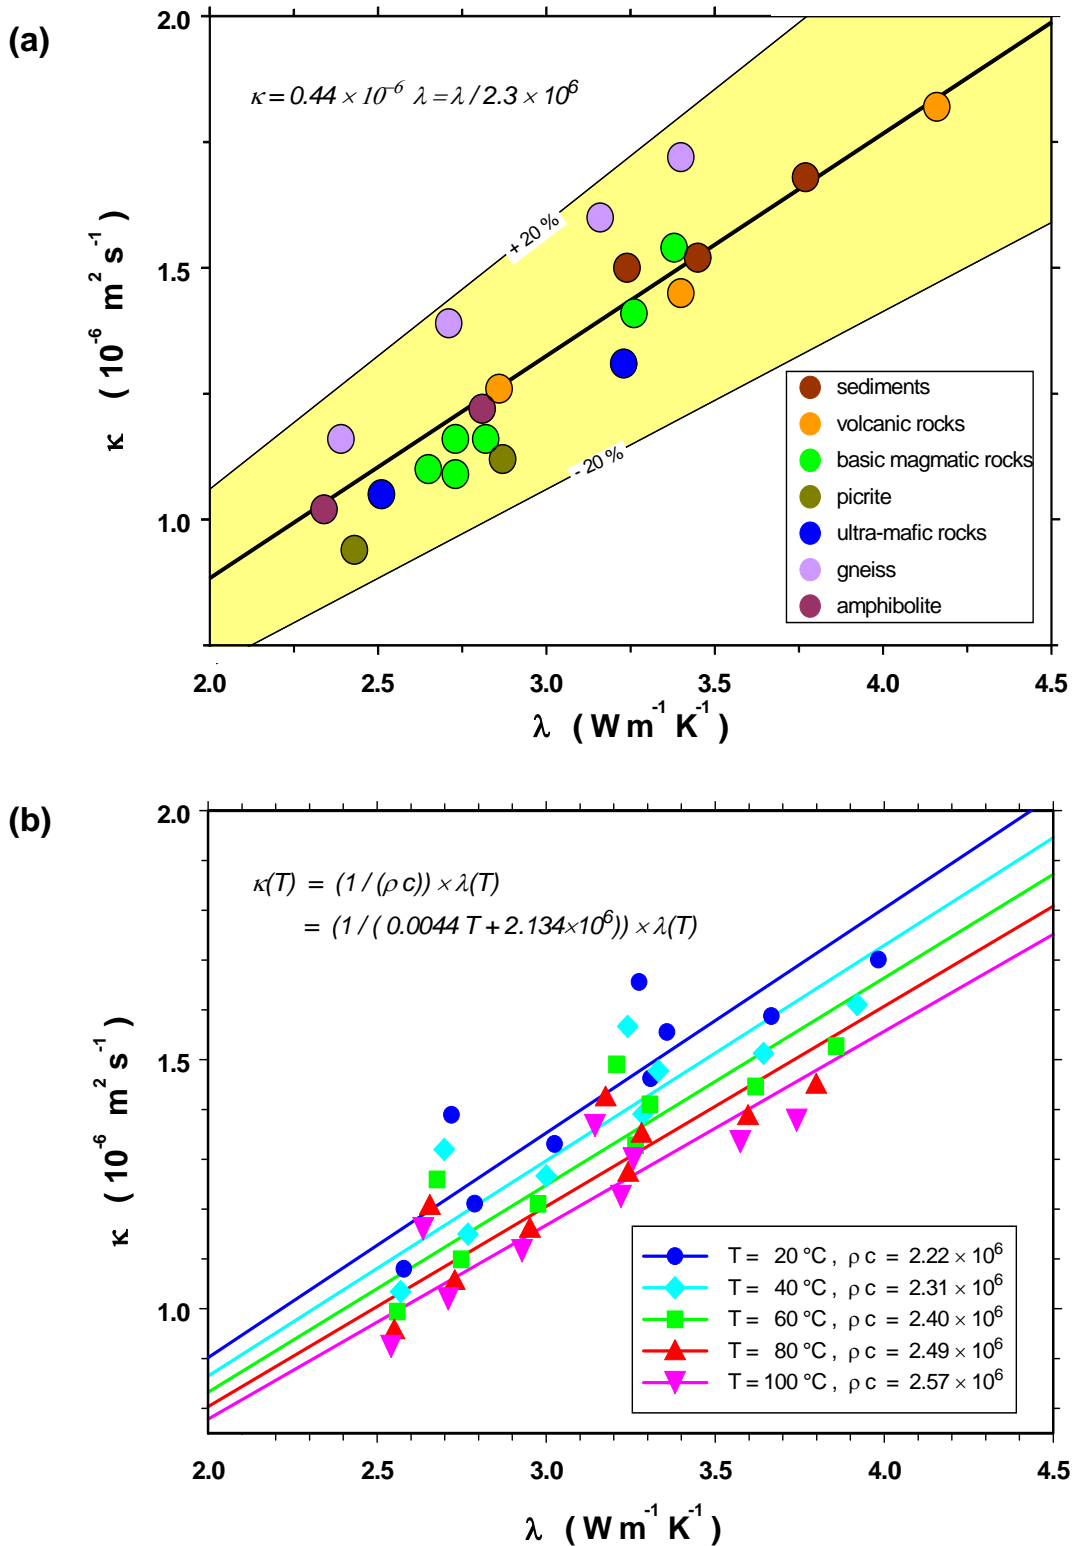 (a)
2.0
1.5
1.0
κ ( 10⁻⁶ m² s⁻¹ )
κ = 0.44 × 10⁻⁶ λ = λ / 2.3 × 10⁶
+ 20 %
- 20 %
sediments
volcanic rocks
basic magmatic rocks
picrite
ultra-mafic rocks
gneiss
amphibolite
2.0 2.5 3.0 3.5 4.0 4.5
λ ( W m⁻¹ K⁻¹ )
(b)
2.0
1.5
1.0
κ ( 10⁻⁶ m² s⁻¹ )
κ(T) = (1 / (ρ c)) × λ(T)
= (1 / ( 0.0044 T + 2.134×10⁶)) × λ(T)
T = 20 °C , ρ c = 2.22 × 10⁶
T = 40 °C , ρ c = 2.31 × 10⁶
T = 60 °C , ρ c = 2.40 × 10⁶
T = 80 °C , ρ c = 2.49 × 10⁶
T = 100 °C , ρ c = 2.57 × 10⁶
2.0 2.5 3.0 3.5 4.0 4.5
λ ( W m⁻¹ K⁻¹ )